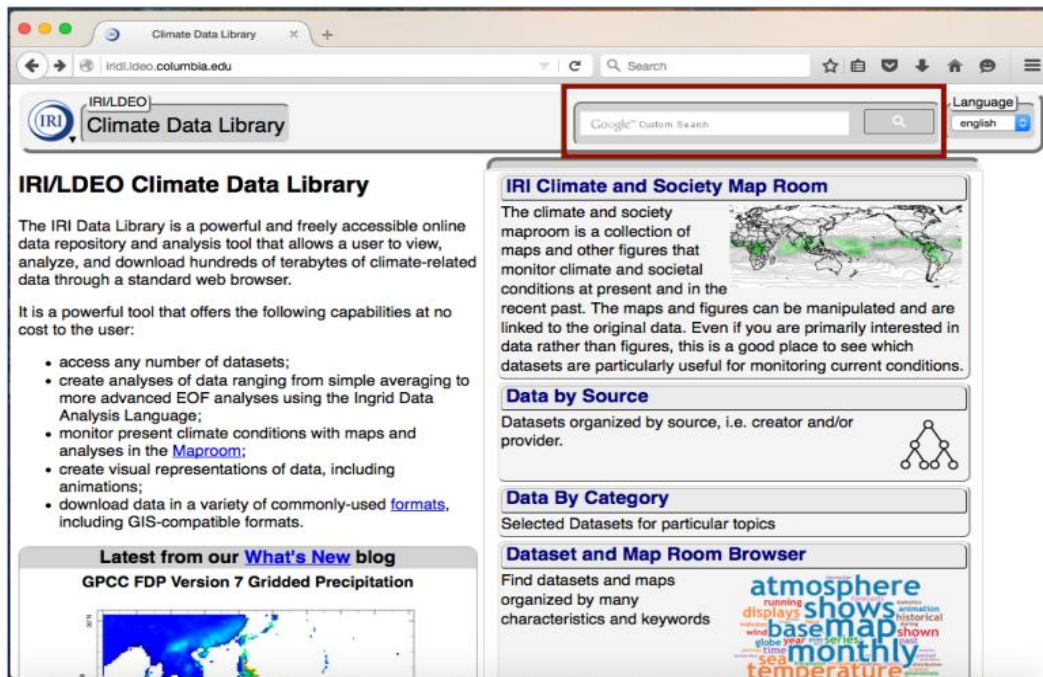 Climate Data Library
iridl.ldeo.columbia.edu
Search
IRI
IRI/LDEO
Climate Data Library
Google™ Custom Search
Language
english
IRI/LDEO Climate Data Library
The IRI Data Library is a powerful and freely accessible online
data repository and analysis tool that allows a user to view,
analyze, and download hundreds of terabytes of climate-related
data through a standard web browser.
It is a powerful tool that offers the following capabilities at no
cost to the user:
• access any number of datasets;
• create analyses of data ranging from simple averaging to
more advanced EOF analyses using the Ingrid Data
Analysis Language;
• monitor present climate conditions with maps and
analyses in the Maproom;
• create visual representations of data, including
animations;
• download data in a variety of commonly-used formats,
including GIS-compatible formats.
Latest from our What's New blog
GPCC FDP Version 7 Gridded Precipitation
30°N
IRI Climate and Society Map Room
The climate and society
maproom is a collection of
maps and other figures that
monitor climate and societal
conditions at present and in the
recent past. The maps and figures can be manipulated and are
linked to the original data. Even if you are primarily interested in
data rather than figures, this is a good place to see which
datasets are particularly useful for monitoring current conditions.
Data by Source
Datasets organized by source, i.e. creator and/or
provider.
Data By Category
Selected Datasets for particular topics
Dataset and Map Room Browser
Find datasets and maps
organized by many
characteristics and keywords
atmosphere
running
displays shows animation
historical
wind base map shown
globe year series past
time
sea monthly
temperature